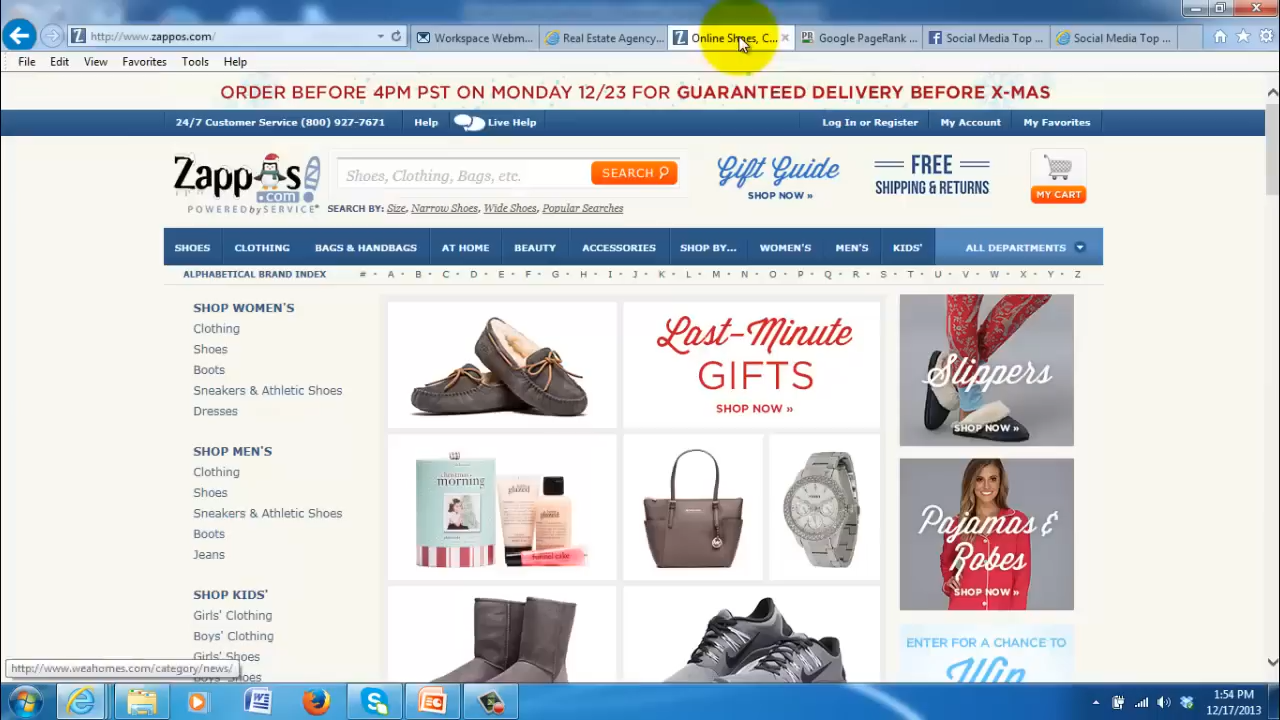 http://www.zappos.com/
Workspace Webm...
Real Estate Agency,...
Online Shoes, C...
Google PageRank ...
Social Media Top ...
Social Media Top ...
File Edit View Favorites Tools Help
ORDER BEFORE 4PM PST ON MONDAY 12/23 FOR GUARANTEED DELIVERY BEFORE X-MAS
24/7 Customer Service (800) 927-7671 Help Live Help Log In or Register My Account My Favorites
Zappos
.com
POWERED by SERVICE
Shoes, Clothing, Bags, etc.
SEARCH
SEARCH BY: Size, Narrow Shoes, Wide Shoes, Popular Searches
Gift Guide
SHOP NOW »
FREE
SHIPPING & RETURNS
MY CART
SHOES CLOTHING BAGS & HANDBAGS AT HOME BEAUTY ACCESSORIES SHOP BY... WOMEN'S MEN'S KIDS' ALL DEPARTMENTS
ALPHABETICAL BRAND INDEX # • A • B • C • D • E • F • G • H • I • J • K • L • M • N • O • P • Q • R • S • T • U • V • W • X • Y • Z
SHOP WOMEN'S
Clothing
Shoes
Boots
Sneakers & Athletic Shoes
Dresses
SHOP MEN'S
Clothing
Shoes
Sneakers & Athletic Shoes
Boots
Jeans
SHOP KIDS'
Girls' Clothing
Boys' Clothing
Girls' Shoes
Boys' Shoes
Last-Minute
GIFTS
SHOP NOW »
morning
Slippers
SHOP NOW »
Pajamas &
Robes
SHOP NOW »
ENTER FOR A CHANCE TO
Win
http://www.weahomes.com/category/news/
1:54 PM
12/17/2013